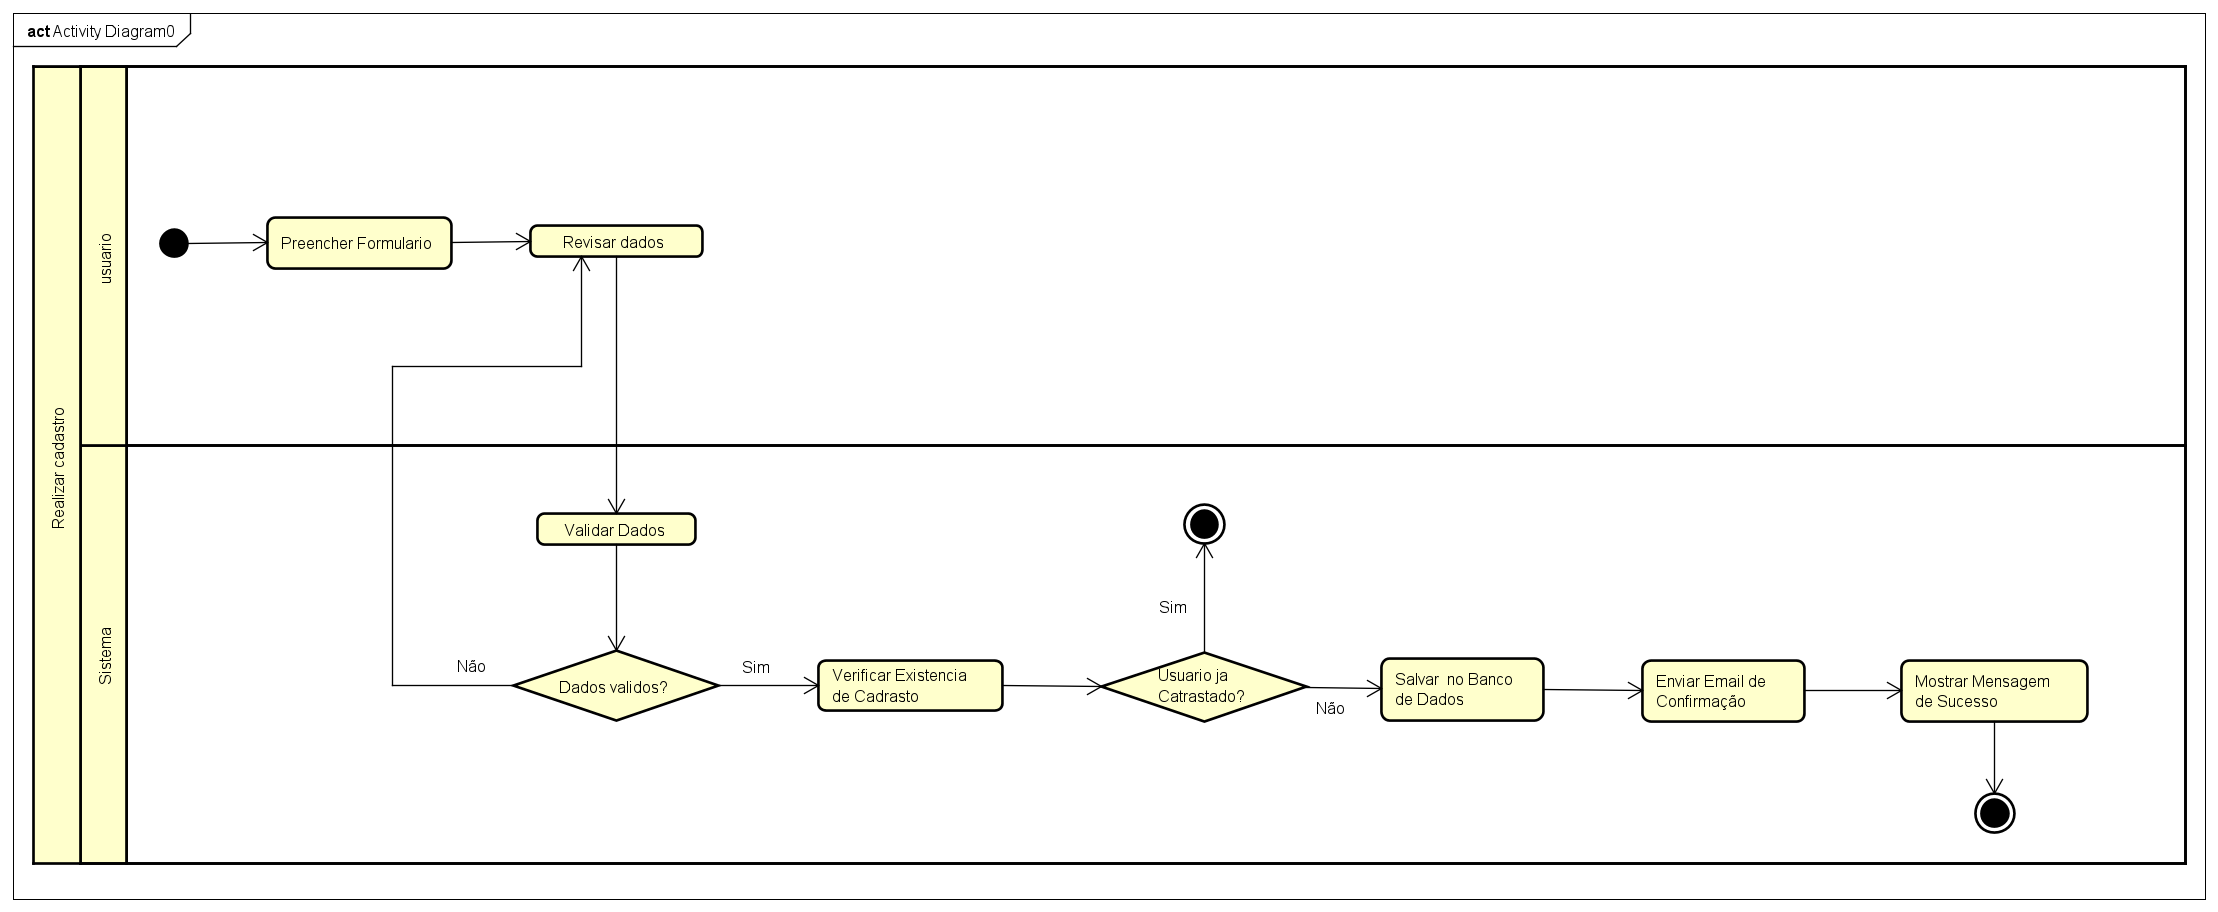 act Activity Diagram0
Realizar cadastro
usuario
Preencher Formulario
Revisar dados
Sistema
Validar Dados
Dados validos?
Não
Sim
Verificar Existencia
de Cadrasto
Usuario ja
Catrastado?
Sim
Não
Salvar  no Banco
de Dados
Enviar Email de
Confirmação
Mostrar Mensagem
de Sucesso